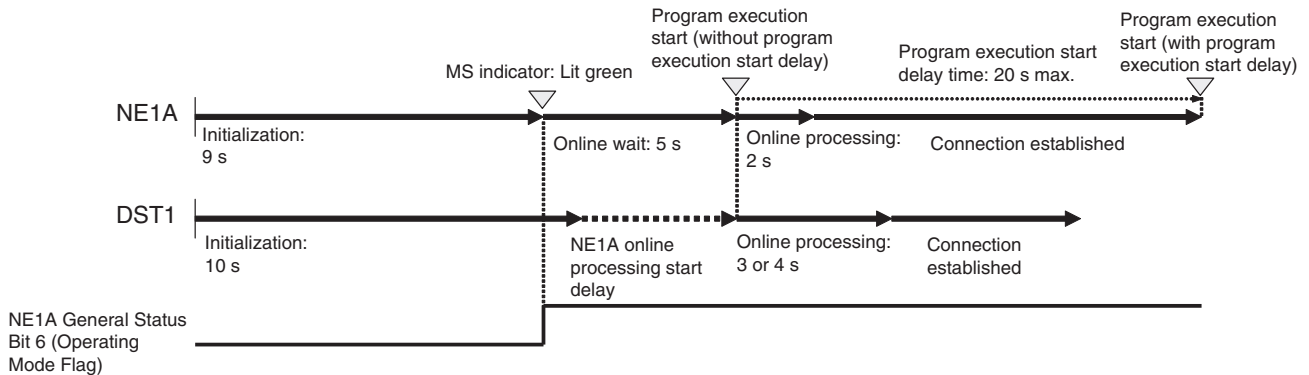 Program execution
start (without program
execution start delay)
Program execution start
delay time: 20 s max.
Program execution
start (with program
execution start delay)
MS indicator: Lit green
NE1A
Initialization:
9 s
Online wait: 5 s
Online processing:
2 s
Connection established
DST1
Initialization:
10 s
NE1A online
processing start
delay
Online processing:
3 or 4 s
Connection
established
NE1A General Status
Bit 6 (Operating
Mode Flag)